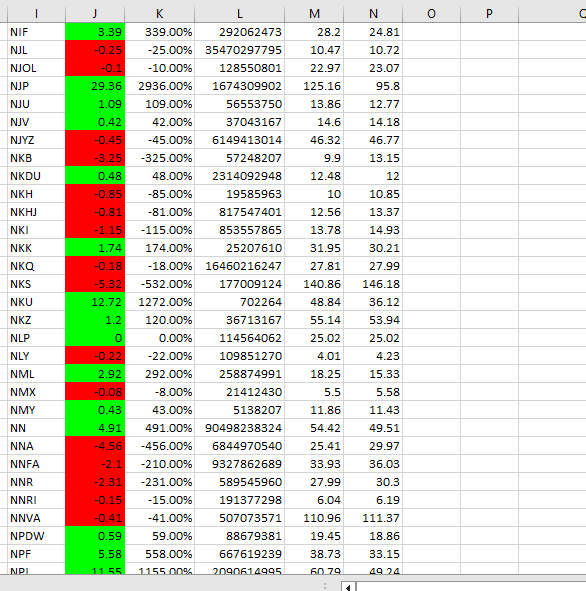 I J K L M N O P
NIF 3.39 339.00% 292062473 28.2 24.81
NJL -0.25 -25.00% 35470297795 10.47 10.72
NJOL -0.1 -10.00% 128550801 22.97 23.07
NJP 29.36 2936.00% 1674309902 125.16 95.8
NJU 1.09 109.00% 56553750 13.86 12.77
NJV 0.42 42.00% 37043167 14.6 14.18
NJYZ -0.45 -45.00% 6149413014 46.32 46.77
NKB -3.25 -325.00% 57248207 9.9 13.15
NKDU 0.48 48.00% 2314092948 12.48 12
NKH -0.85 -85.00% 19585963 10 10.85
NKHJ -0.81 -81.00% 817547401 12.56 13.37
NKI -1.15 -115.00% 853557865 13.78 14.93
NKK 1.74 174.00% 25207610 31.95 30.21
NKQ -0.18 -18.00% 16460216247 27.81 27.99
NKS -5.32 -532.00% 177009124 140.86 146.18
NKU 12.72 1272.00% 702264 48.84 36.12
NKZ 1.2 120.00% 36713167 55.14 53.94
NLP 0 0.00% 114564062 25.02 25.02
NLY -0.22 -22.00% 109851270 4.01 4.23
NML 2.92 292.00% 258874991 18.25 15.33
NMX -0.08 -8.00% 21412430 5.5 5.58
NMY 0.43 43.00% 5138207 11.86 11.43
NN 4.91 491.00% 90498238324 54.42 49.51
NNA -4.56 -456.00% 6844970540 25.41 29.97
NNFA -2.1 -210.00% 9327862689 33.93 36.03
NNR -2.31 -231.00% 589545960 27.99 30.3
NNRI -0.15 -15.00% 191377298 6.04 6.19
NNVA -0.41 -41.00% 507073571 110.96 111.37
NPDW 0.59 59.00% 88679381 19.45 18.86
NPF 5.58 558.00% 667619239 38.73 33.15
11.55 1155.00% 2090614995 60.79 49.24